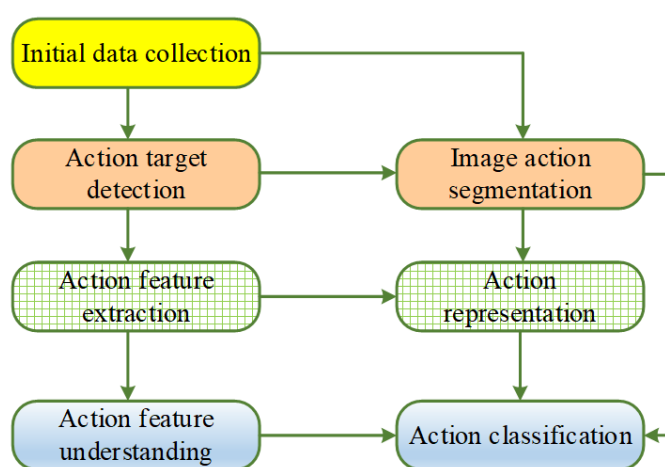 Initial data collection
Action target
detection
Image action
segmentation
Action feature
extraction
Action
representation
Action feature
understanding
Action classification